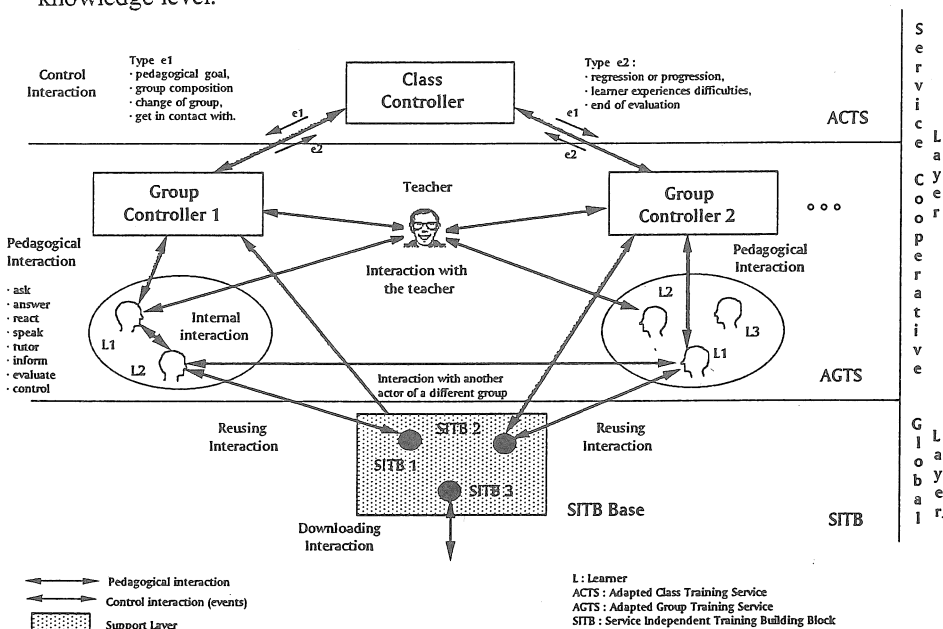 knowledge level.
Control
Interaction
Type e1
· pedagogical goal,
· group composition
· change of group,
· get in contact with.
Class
Controller
Type e2 :
· regression or progression,
· learner experiences difficulties,
· end of evaluation
ACTS
e1
e2
e1
e2
Group
Controller 1
Teacher
Group
Controller 2
Pedagogical
Interaction
· ask
· answer
· react
· speak
· tutor
· inform
· evaluate
· control
Interaction with
the teacher
Pedagogical
Interaction
Internal
interaction
L1
L2
L2
L3
L1
Interaction with another
actor of a different group
AGTS
Reusing
Interaction
SITB 2
SITB 1
SITB 3
Reusing
Interaction
SITB Base
SITB
Downloading
Interaction
Service Cooperative
Layer
Global
Layer.
Pedagogical interaction
Control interaction (events)
Support Layer
L : Learner
ACTS : Adapted Class Training Service
AGTS : Adapted Group Training Service
SITB : Service Independent Training Building Block